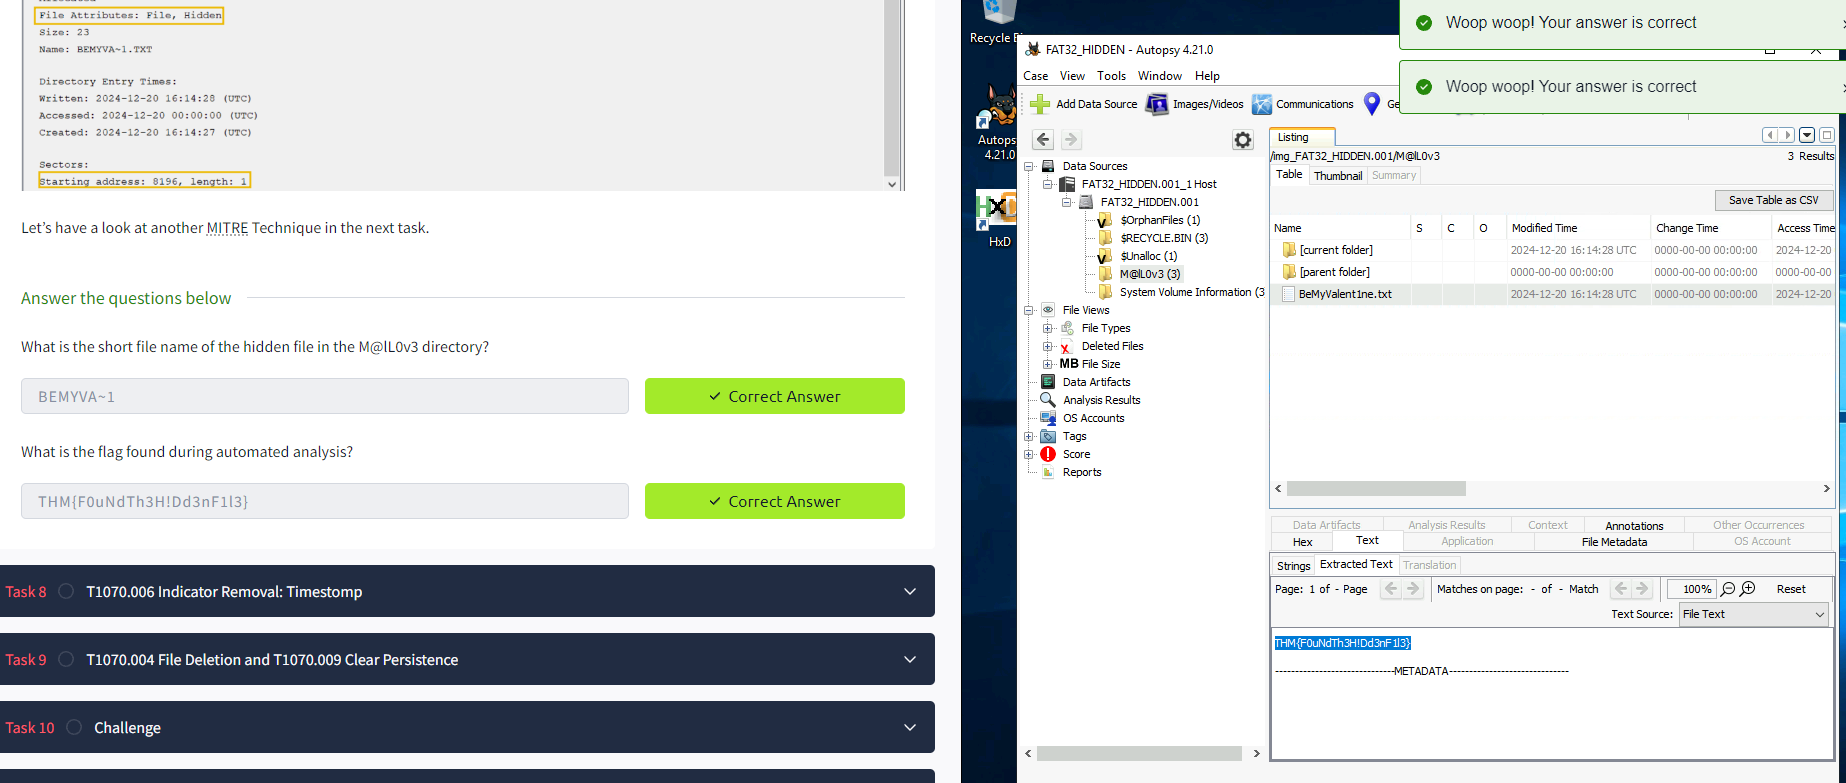 File Attributes: File, Hidden
Size: 23
Name: BEMYVA~1.TXT
Directory Entry Times:
Written: 2024-12-20 16:14:28 (UTC)
Accessed: 2024-12-20 00:00:00 (UTC)
Created: 2024-12-20 16:14:27 (UTC)
Sectors:
Starting address: 8196, length: 1
Let's have a look at another MITRE Technique in the next task.
Answer the questions below
What is the short file name of the hidden file in the M@lL0v3 directory?
BEMYVA~1
Correct Answer
What is the flag found during automated analysis?
THM{F0uNdTh3H!Dd3nF1l3}
Correct Answer
Task 8 T1070.006 Indicator Removal: Timestomp
Task 9 T1070.004 File Deletion and T1070.009 Clear Persistence
Task 10 Challenge
Recycle
Autops
4.21.0
HxD
HxD
Woop woop! Your answer is correct
Woop woop! Your answer is correct
FAT32_HIDDEN - Autopsy 4.21.0
Case View Tools Window Help
Add Data Source Images/Videos Communications Ge
Data Sources
FAT32_HIDDEN.001_1 Host
FAT32_HIDDEN.001
$OrphanFiles (1)
$RECYCLE.BIN (3)
$Unalloc (1)
M@lL0v3 (3)
System Volume Information (3
File Views
File Types
Deleted Files
MB File Size
Data Artifacts
Analysis Results
OS Accounts
Tags
Score
Reports
Listing
/img_FAT32_HIDDEN.001/M@lL0v3 3 Results
Table Thumbnail Summary
Save Table as CSV
Name S C O Modified Time Change Time Access Time
[current folder] 2024-12-20 16:14:28 UTC 0000-00-00 00:00:00 2024-12-20
[parent folder] 0000-00-00 00:00:00 0000-00-00 00:00:00 0000-00-00
BeMyValent1ne.txt 2024-12-20 16:14:28 UTC 0000-00-00 00:00:00 2024-12-20
Data Artifacts Analysis Results Context Annotations Other Occurrences
Hex Text Application File Metadata OS Account
Strings Extracted Text Translation
Page: 1 of - Page Matches on page: - of - Match 100% Reset
Text Source: File Text
THM{F0uNdTh3H!Dd3nF1l3}
------------------------------METADATA------------------------------